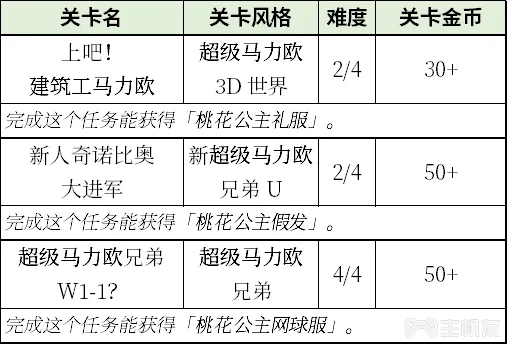 关卡名 关卡风格 难度 关卡金币
上吧！ 超级马力欧 2/4 30+
建筑工马力欧 3D 世界
完成这个任务能获得「桃花公主礼服」。
新人奇诺比奥 新超级马力欧 2/4 50+
大进军 兄弟 U
完成这个任务能获得「桃花公主假发」。
超级马力欧兄弟 超级马力欧 4/4 50+
W1-1? 兄弟
完成这个任务能获得「桃花公主网球服」。
主机友